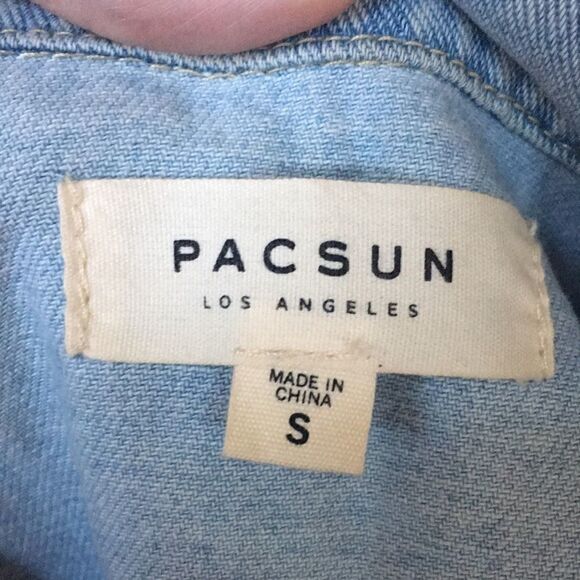 PACSUN
LOS ANGELES
MADE IN
CHINA
S